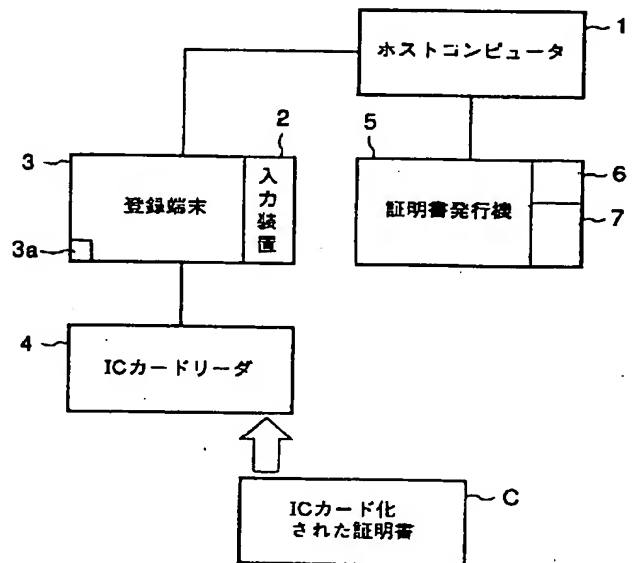 1
ホストコンピュータ
2
3
登録端末
入力装置
3a
5
証明書発行機
6
7
4
ICカードリーダ
ICカード化
された証明書
C